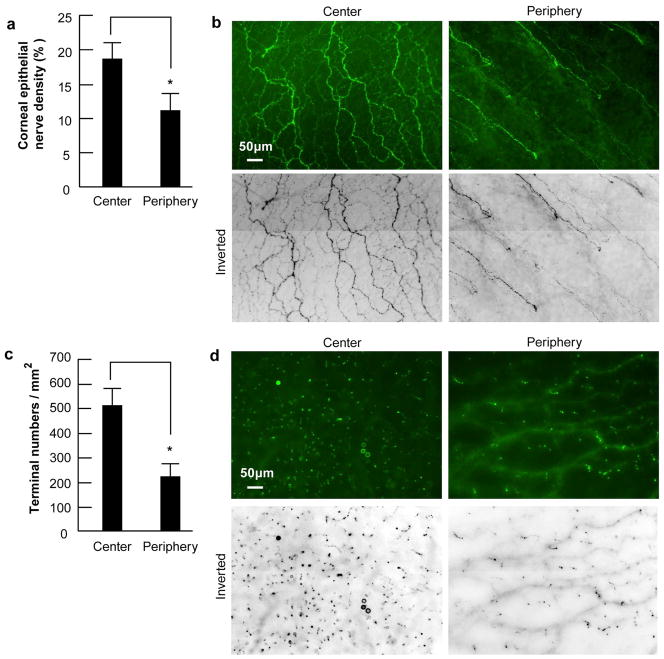 a
Corneal epithelial
nerve density (%)
25
20
15
10
5
0
*
Center
Periphery
b
Center
Periphery
50µm
Inverted
c
Terminal numbers / mm²
700
600
500
400
300
200
100
0
*
Center
Periphery
d
Center
Periphery
50µm
Inverted